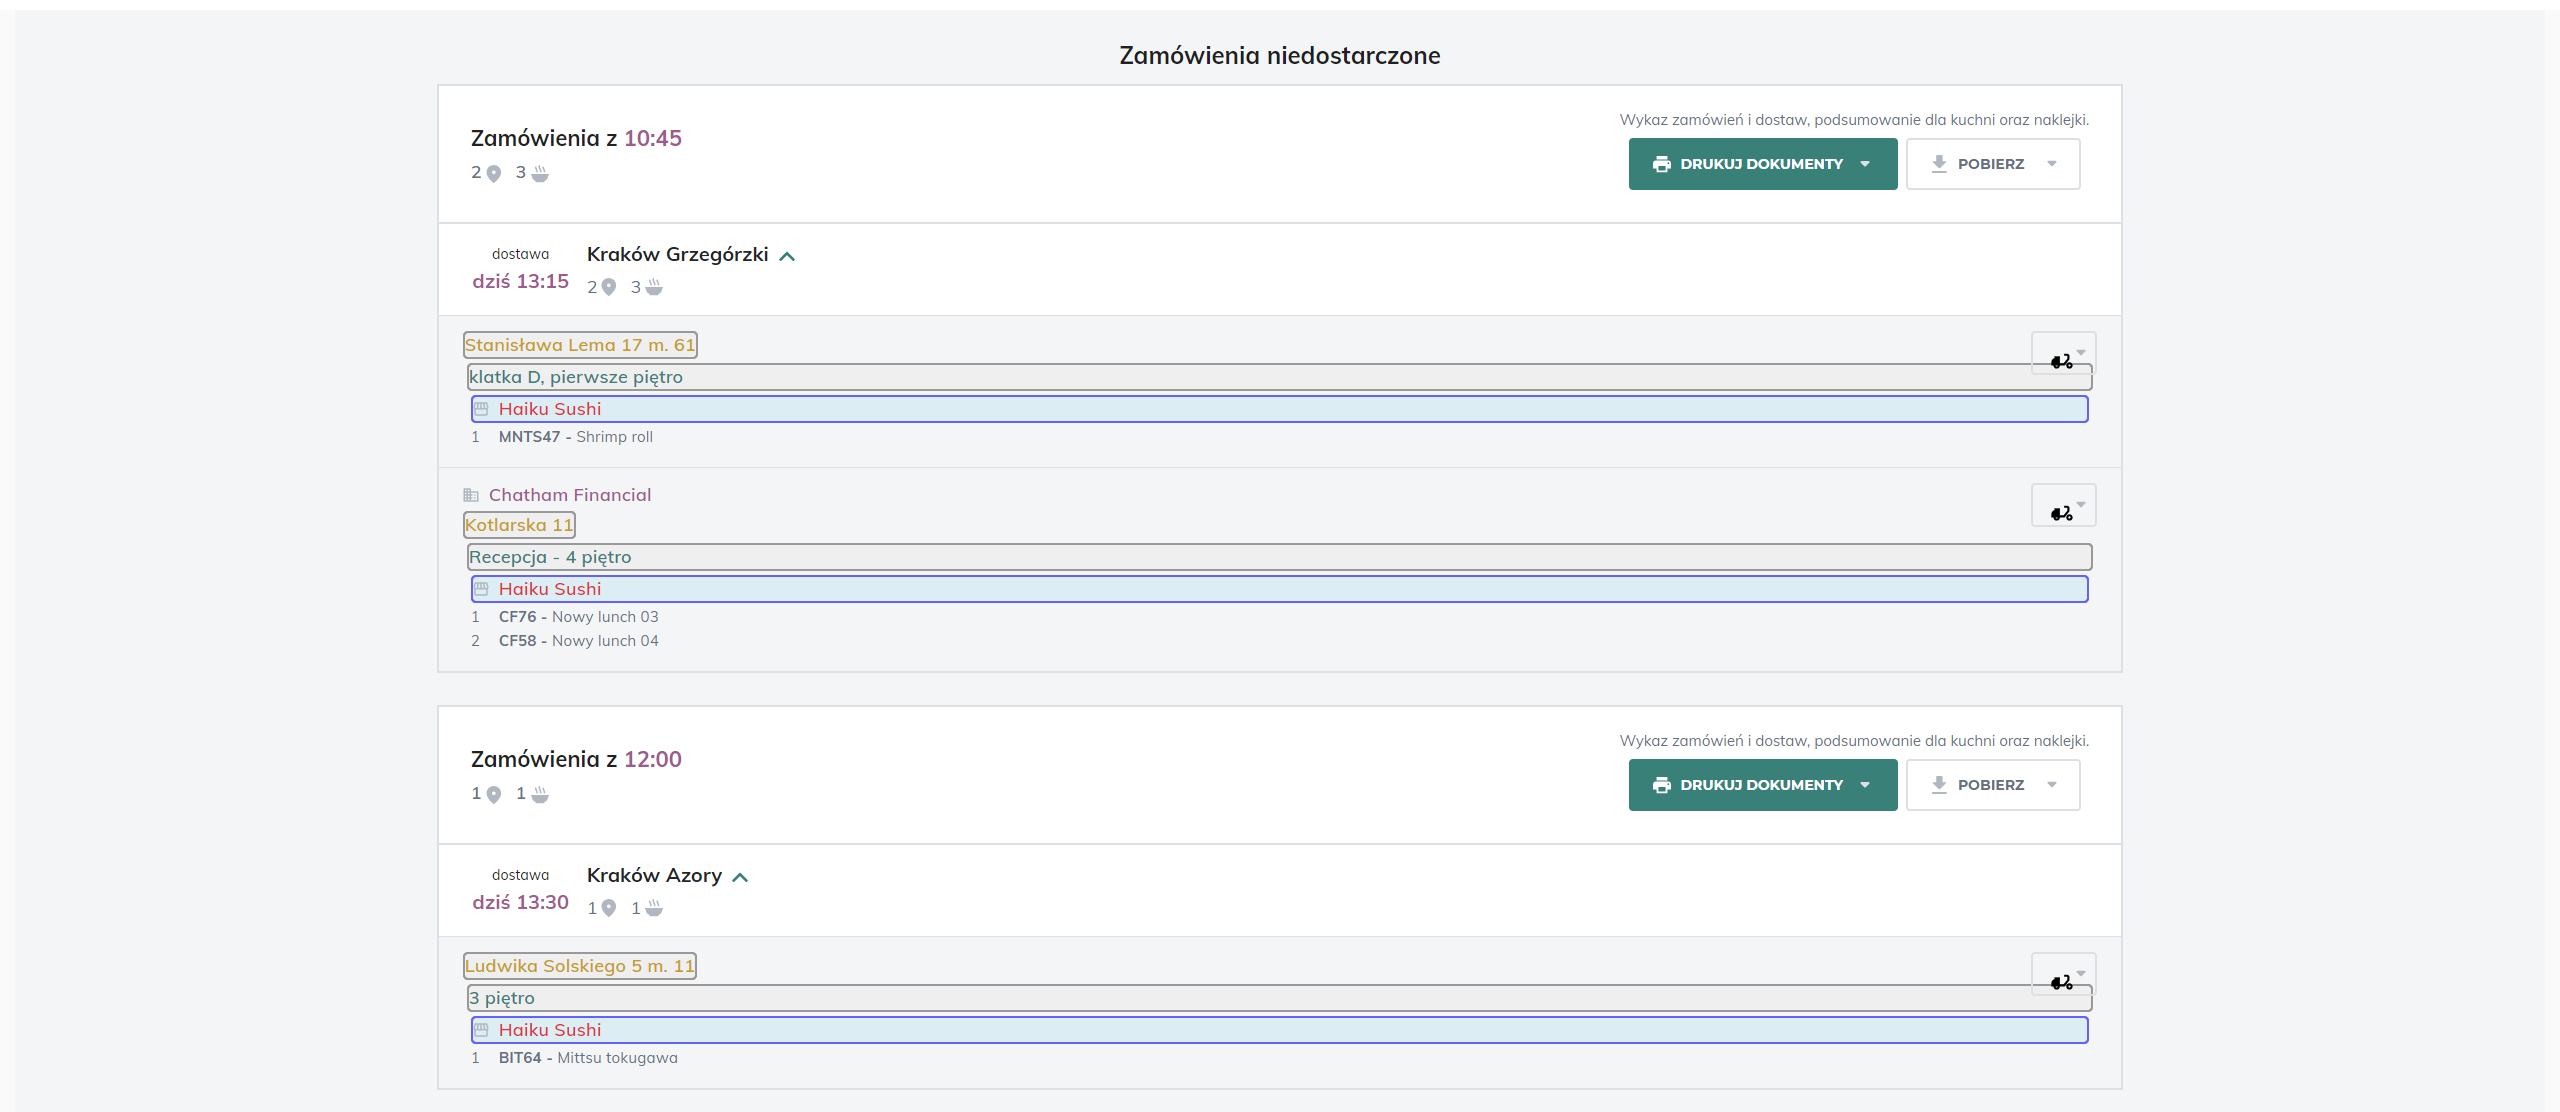 Zamówienia niedostarczone
Zamówienia z 10:45
2 3
Wykaz zamówień i dostaw, podsumowanie dla kuchni oraz naklejki.
DRUKUJ DOKUMENTY
POBIERZ
dostawa
dziś 13:15
Kraków Grzegórzki
2 3
Stanisława Lema 17 m. 61
klatka D, pierwsze piętro
Haiku Sushi
1 MNTS47 - Shrimp roll
Chatham Financial
Kotlarska 11
Recepcja - 4 piętro
Haiku Sushi
1 CF76 - Nowy lunch 03
2 CF58 - Nowy lunch 04
Zamówienia z 12:00
1 1
Wykaz zamówień i dostaw, podsumowanie dla kuchni oraz naklejki.
DRUKUJ DOKUMENTY
POBIERZ
dostawa
dziś 13:30
Kraków Azory
1 1
Ludwika Solskiego 5 m. 11
3 piętro
Haiku Sushi
1 BIT64 - Mittsu tokugawa